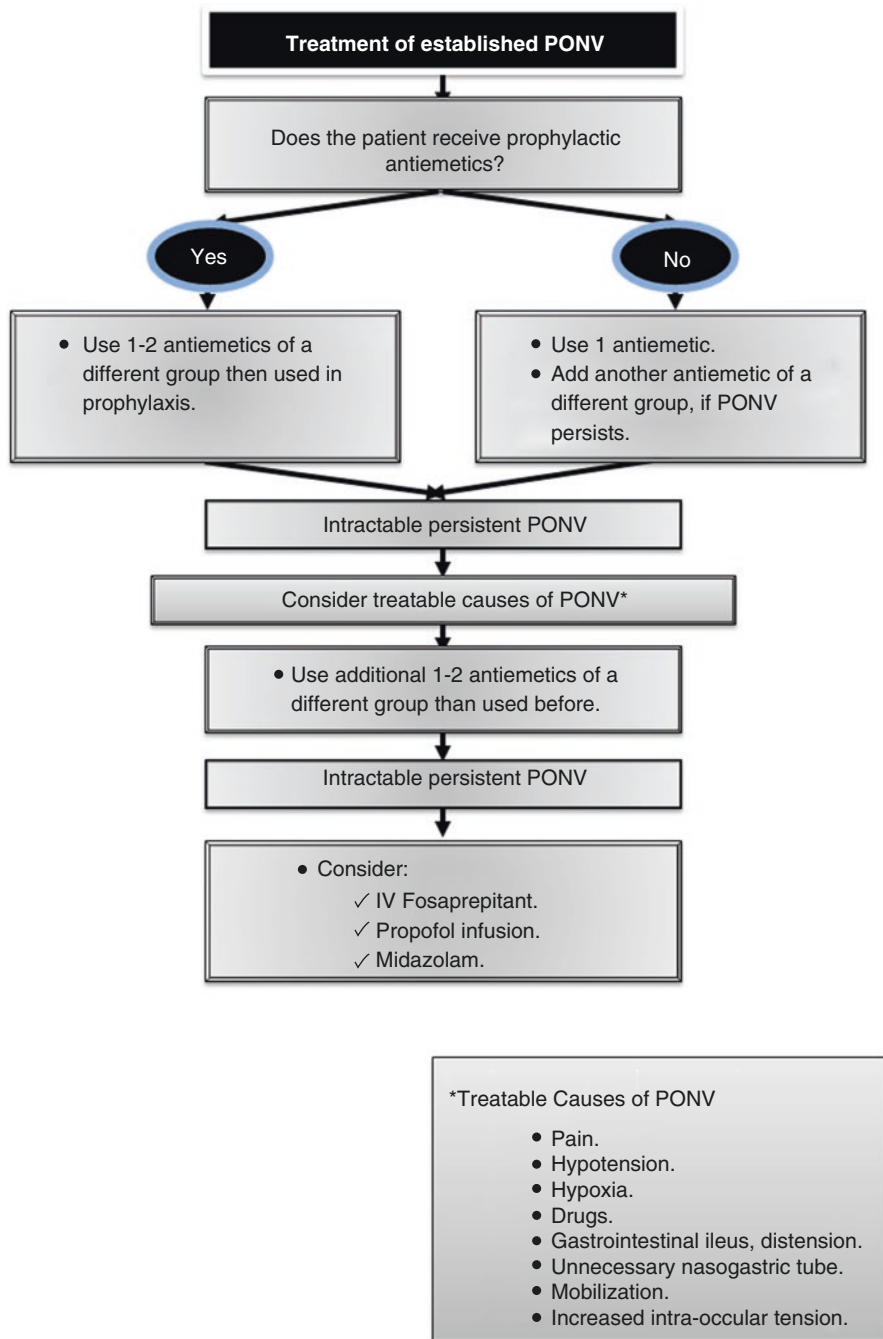 Treatment of established PONV
Does the patient receive prophylactic
antiemetics?
Yes
No
• Use 1-2 antiemetics of a
different group then used in
prophylaxis.
• Use 1 antiemetic.
• Add another antiemetic of a
different group, if PONV
persists.
Intractable persistent PONV
Consider treatable causes of PONV*
• Use additional 1-2 antiemetics of a
different group than used before.
Intractable persistent PONV
• Consider:
✓ IV Fosaprepitant.
✓ Propofol infusion.
✓ Midazolam.
*Treatable Causes of PONV
• Pain.
• Hypotension.
• Hypoxia.
• Drugs.
• Gastrointestinal ileus, distension.
• Unnecessary nasogastric tube.
• Mobilization.
• Increased intra-occular tension.